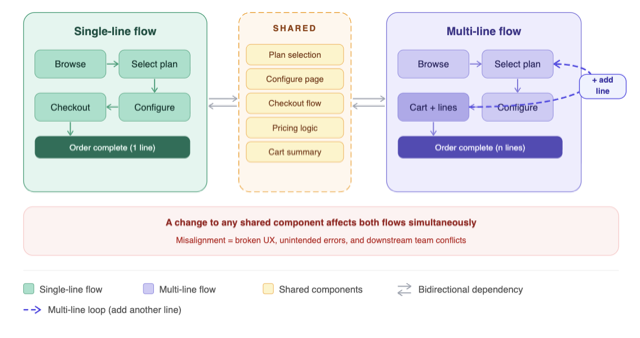 Single-line flow
Browse
Select plan
Checkout
Configure
Order complete (1 line)
SHARED
Plan selection
Configure page
Checkout flow
Pricing logic
Cart summary
Multi-line flow
Browse
Select plan
Cart + lines
Configure
Order complete (n lines)
+ add
line
A change to any shared component affects both flows simultaneously
Misalignment = broken UX, unintended errors, and downstream team conflicts
Single-line flow
Multi-line flow
Shared components
Bidirectional dependency
Multi-line loop (add another line)